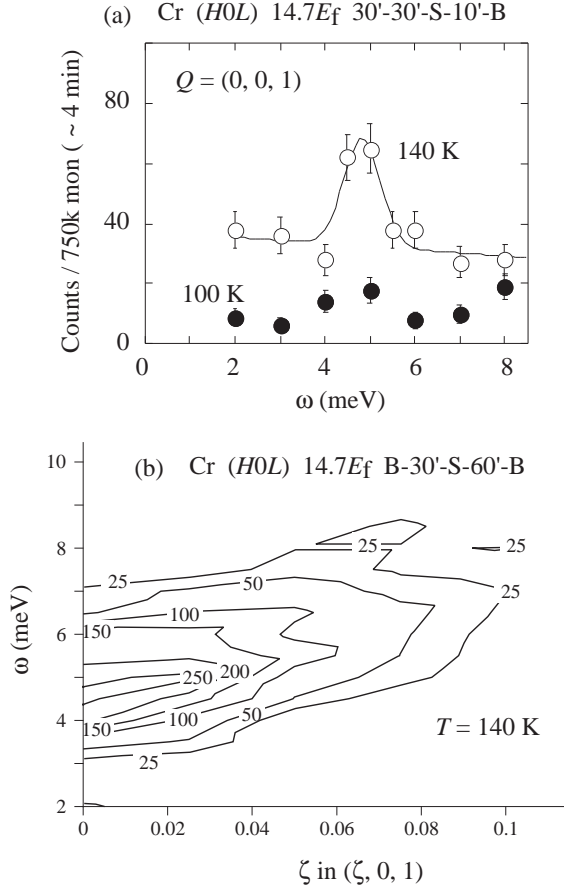 (a) Cr (H0L) 14.7Ef 30'-30'-S-10'-B
Q = (0, 0, 1)
140 K
100 K
Counts / 750k mon ( ~ 4 min)
80
40
0
0 2 4 6 8
ω (meV)
(b) Cr (H0L) 14.7Ef B-30'-S-60'-B
10
8
6
4
2
ω (meV)
25
25
25
50
100
25
150
200
250
50
150
100
25
T = 140 K
0 0.02 0.04 0.06 0.08 0.1
ζ in (ζ, 0, 1)